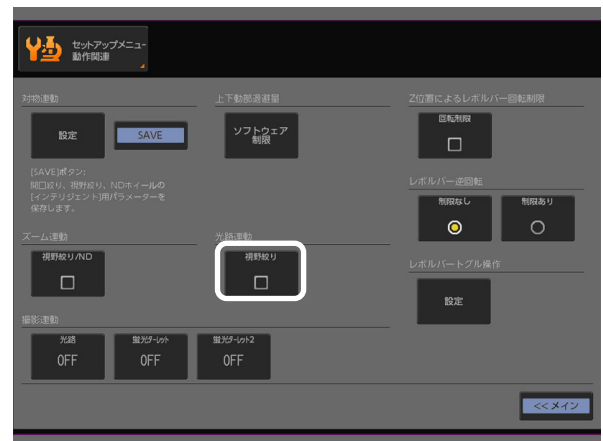 セットアップメニュー
動作関連
対物連動
設定
SAVE
[SAVE]ボタン:
開口絞り、視野絞り、NDホイールの
[インテリジェント]用パラメーターを
保存します。
上下動部退避量
ソフトウェア
制限
Z位置によるレボルバー回転制限
回転制限
レボルバー逆回転
制限なし
制限あり
ズーム連動
視野絞り/ND
光路連動
視野絞り
レボルバートグル操作
設定
撮影連動
光路
OFF
蛍光ターレット
OFF
蛍光ターレット2
OFF
<< メイン